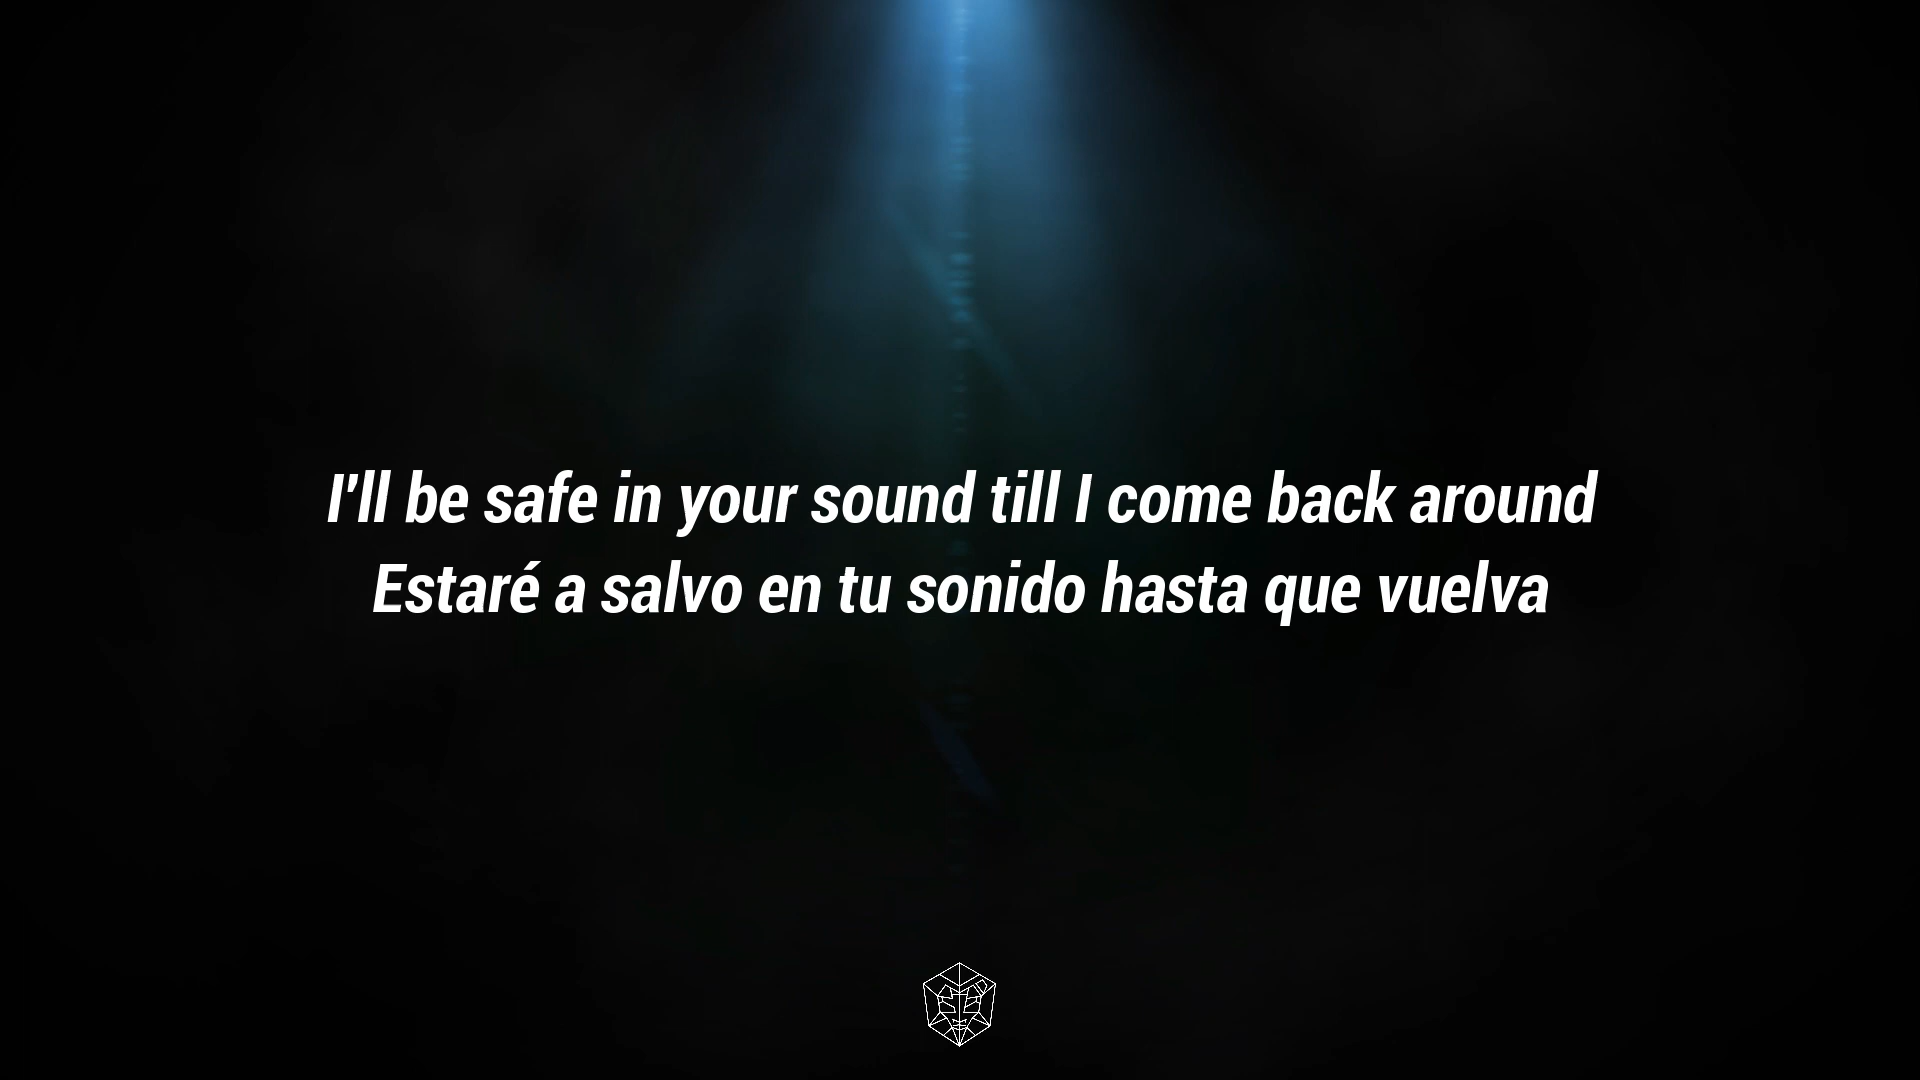 I'll be safe in your sound till I come back around
Estaré a salvo en tu sonido hasta que vuelva